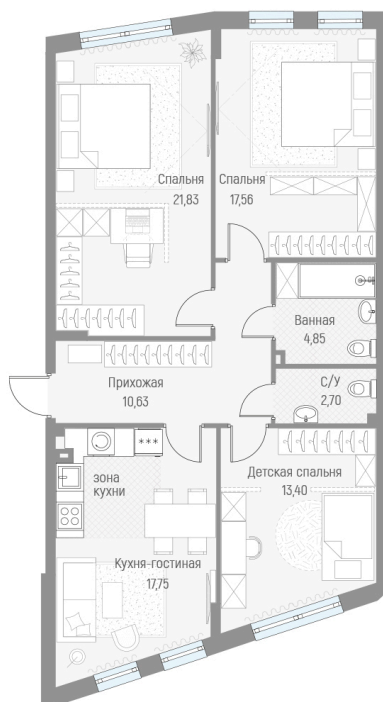 Спальня
21,83
Спальня
17,56
Ванная
4,85
Прихожая
10,63
С/У
2,70
***
зона
кухни
Детская спальня
13,40
Кухня-гостиная
17,75